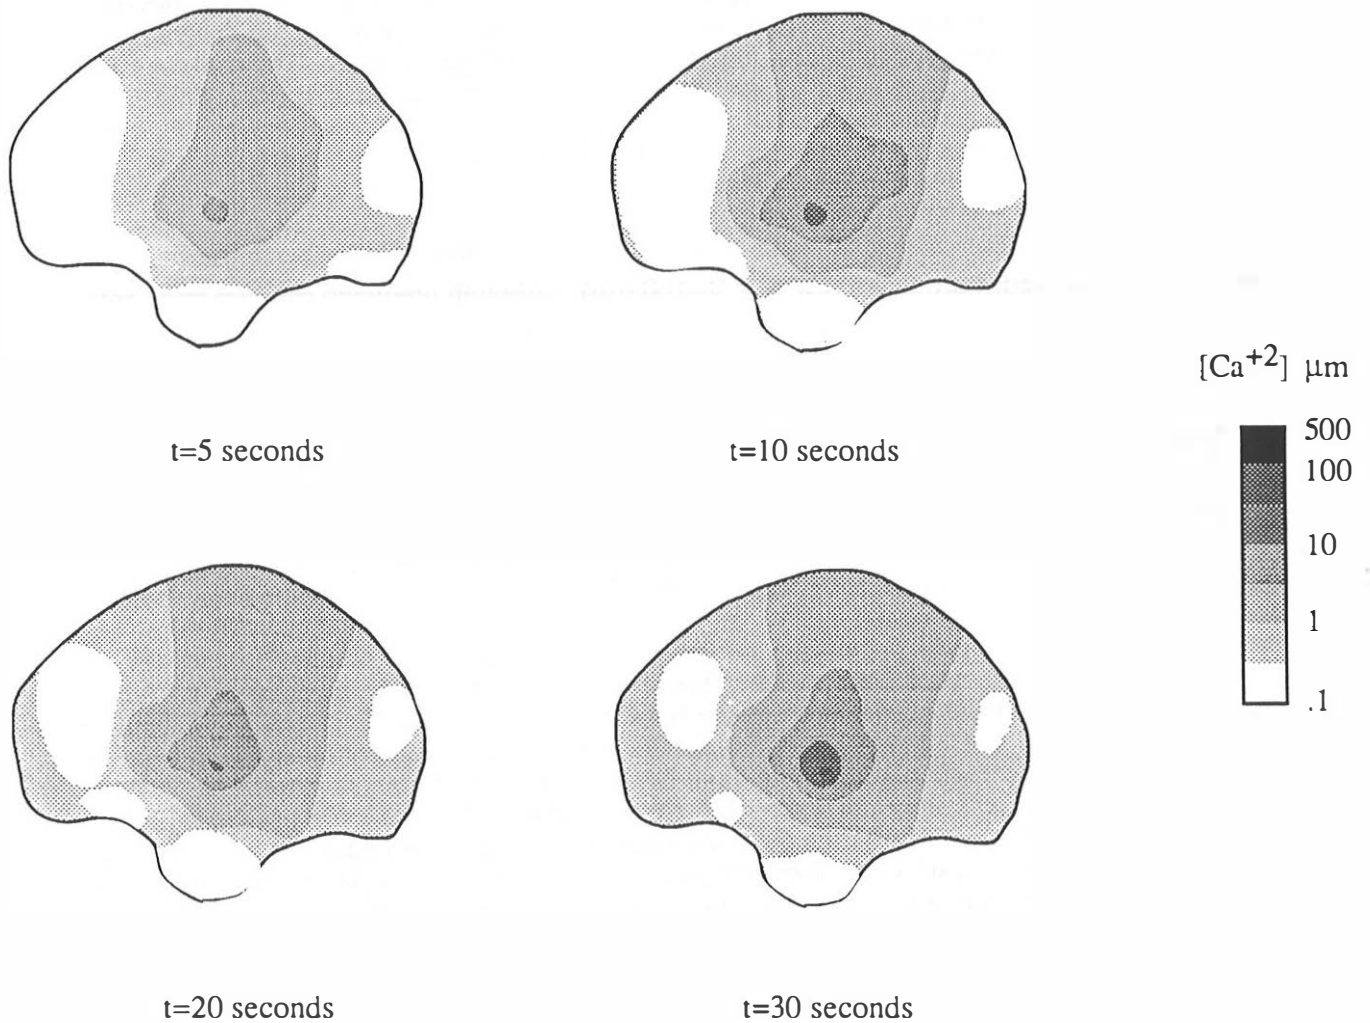 t=5 seconds
t=10 seconds
[Ca+2] μm
500
100
10
1
.1
t=20 seconds
t=30 seconds